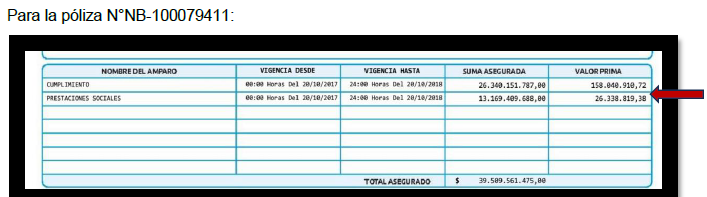 Para la póliza N°NB-100079411:
NOMBRE DEL AMPARO VIGENCIA DESDE VIGENCIA HASTA SUMA ASEGURADA VALOR PRIMA
CUMPLIMIENTO 00:00 Horas Del 20/10/2017 24:00 Horas Del 20/10/2018 26.340.151.787,00 158.040.910,72
PRESTACIONES SOCIALES 00:00 Horas Del 20/10/2017 24:00 Horas Del 20/10/2018 13.169.409.688,00 26.338.819,38
TOTAL ASEGURADO $ 39.509.561.475,00